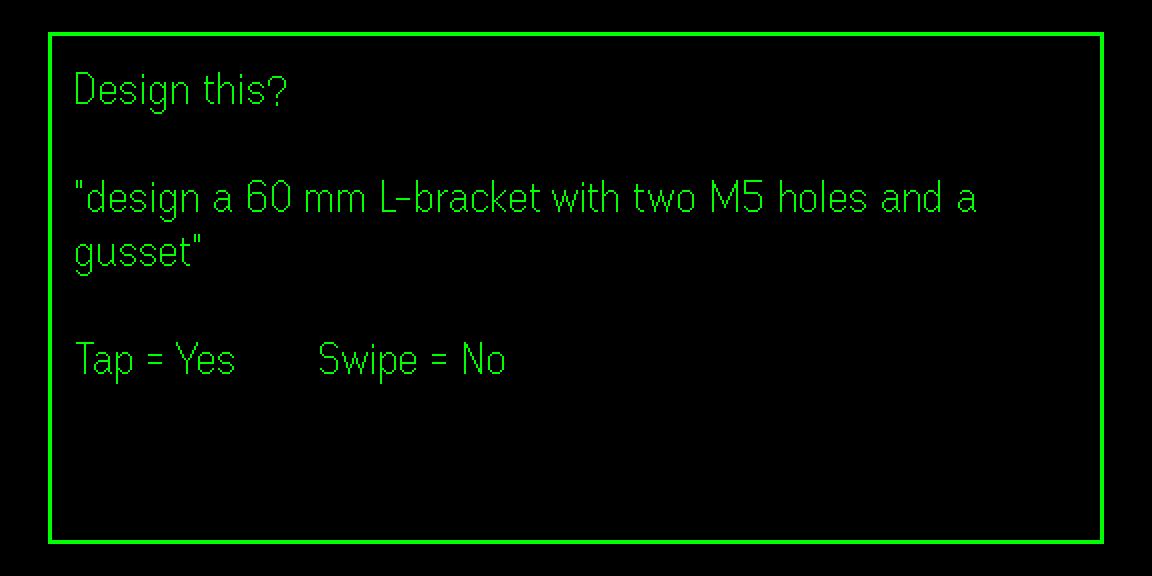 Design this?
"design a 60 mm L-bracket with two M5 holes and a
gusset"
Tap = Yes    Swipe = No